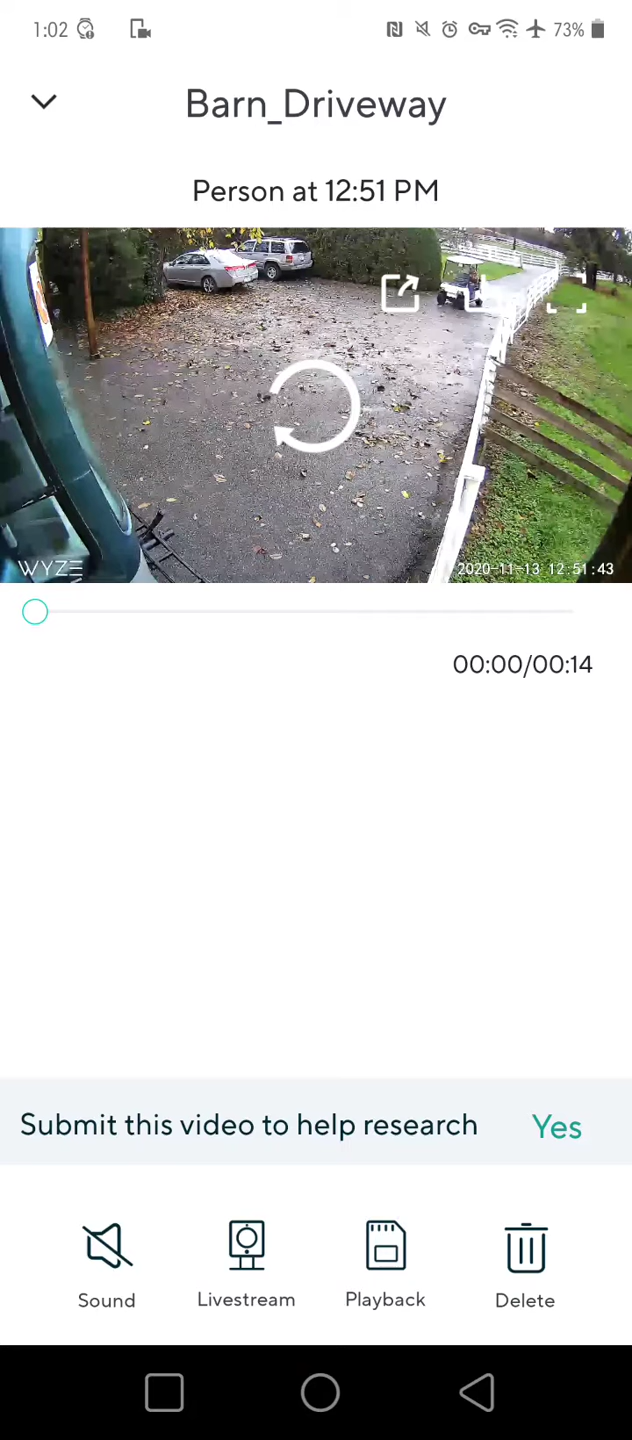 1:02
73%
Barn_Driveway
Person at 12:51 PM
WYZE
2020-11-13 12:51:43
00:00/00:14
Submit this video to help research Yes
Sound Livestream Playback Delete